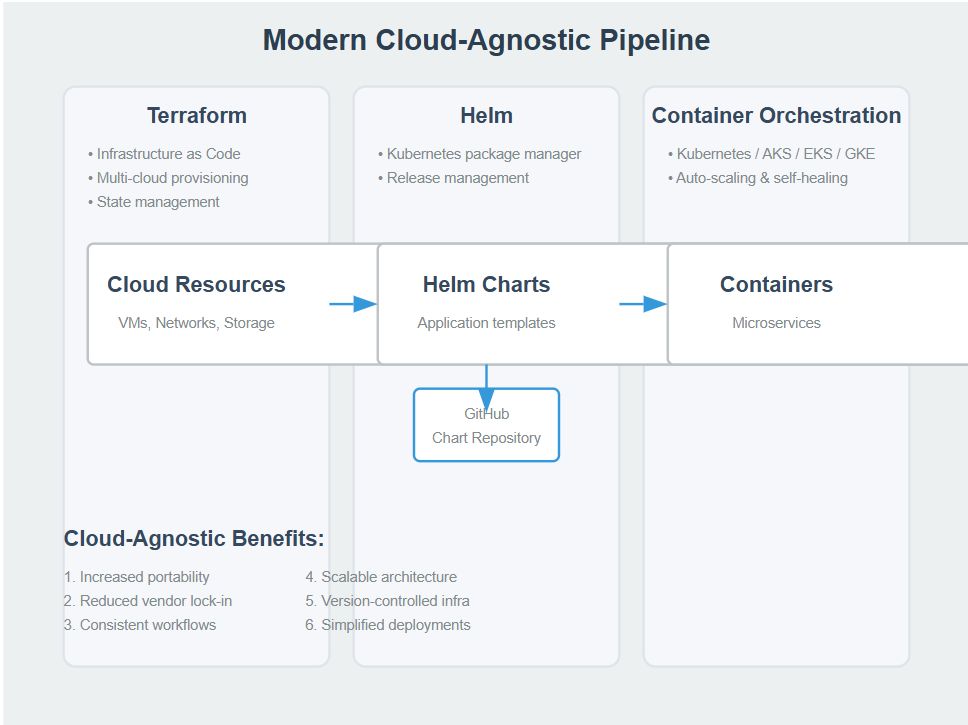 Modern Cloud-Agnostic Pipeline
Terraform
• Infrastructure as Code
• Multi-cloud provisioning
• State management
Helm
• Kubernetes package manager
• Release management
Container Orchestration
• Kubernetes / AKS / EKS / GKE
• Auto-scaling & self-healing
Cloud Resources
VMs, Networks, Storage
Helm Charts
Application templates
Containers
Microservices
GitHub
Chart Repository
Cloud-Agnostic Benefits:
1. Increased portability
2. Reduced vendor lock-in
3. Consistent workflows
4. Scalable architecture
5. Version-controlled infra
6. Simplified deployments